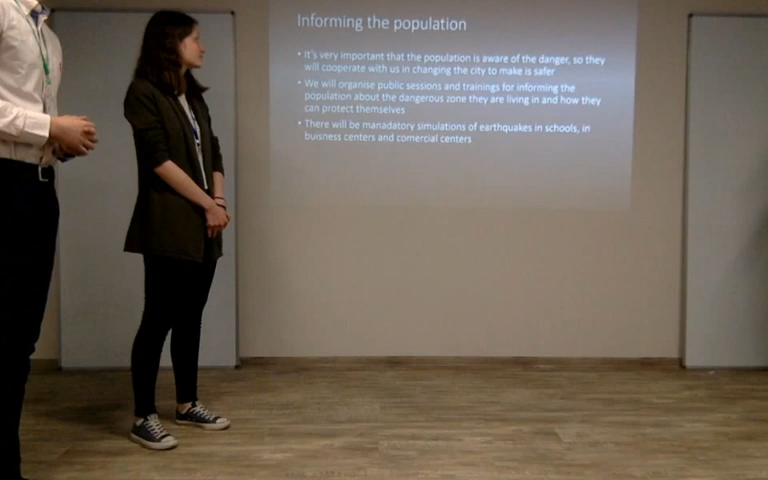 Informing the population
• It's very important that the population is aware of the danger, so they
will cooperate with us in changing the city to make is safer
• We will organise public sessions and trainings for informing the
population about the dangerous zone they are living in and how they
can protect themselves
• There will be manadatory simulations of earthquakes in schools, in
buisness centers and comercial centers